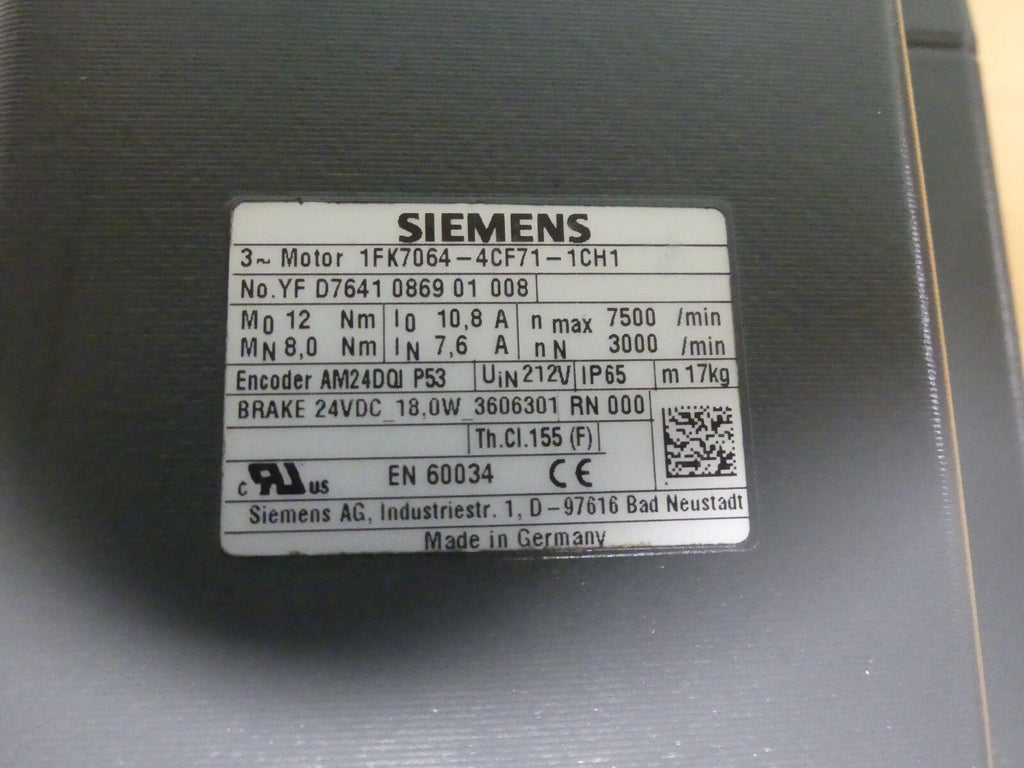 SIEMENS
3~ Motor 1FK7064-4CF71-1CH1
No.YF D7641 0869 01 008
M0 12 Nm I0 10,8 A n max 7500 /min
MN 8,0 Nm IN 7,6 A nN 3000 /min
Encoder AM24DQI P53 UiN 212V IP65 m 17kg
BRAKE 24VDC 18,0W 3606301 RN 000
Th.Cl.155 (F)
c RU us EN 60034 CE
Siemens AG, Industriestr. 1, D-97616 Bad Neustadt
Made in Germany